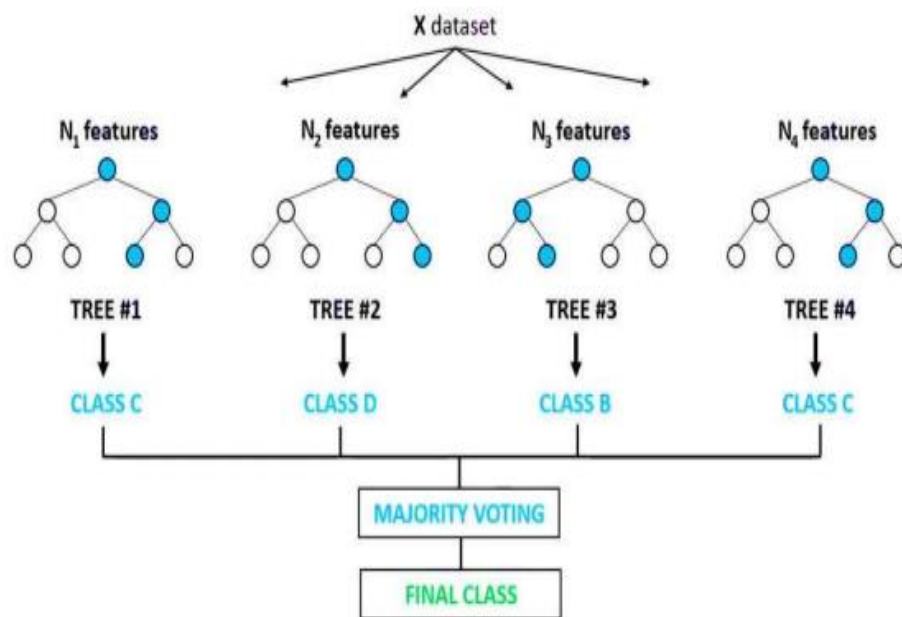 X dataset
N₁ features
N₂ features
N₃ features
N₄ features
TREE #1
TREE #2
TREE #3
TREE #4
CLASS C
CLASS D
CLASS B
CLASS C
MAJORITY VOTING
FINAL CLASS